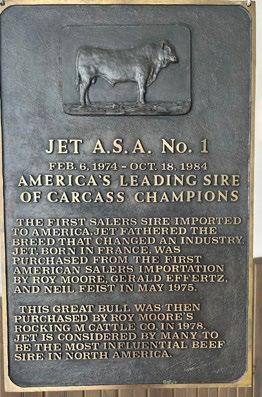 JET A.S.A. No. 1
FEB. 6, 1974 - OCT. 18, 1984
AMERICA'S LEADING SIRE
OF CARCASS CHAMPIONS
THE FIRST SALERS SIRE IMPORTED
TO AMERICA. JET FATHERED THE
BREED THAT CHANGED AN INDUSTRY.
JET, BORN IN FRANCE, WAS
PURCHASED FROM THE FIRST
AMERICAN SALERS IMPORTATION
BY ROY MOORE, GERALD EFFERTZ,
AND NEIL FEIST IN MAY 1975.
THIS GREAT BULL WAS THEN
PURCHASED BY ROY MOORE'S
ROCKING M CATTLE CO. IN 1978.
JET IS CONSIDERED BY MANY TO
BE THE MOST INFLUENTIAL BEEF
SIRE IN NORTH AMERICA.